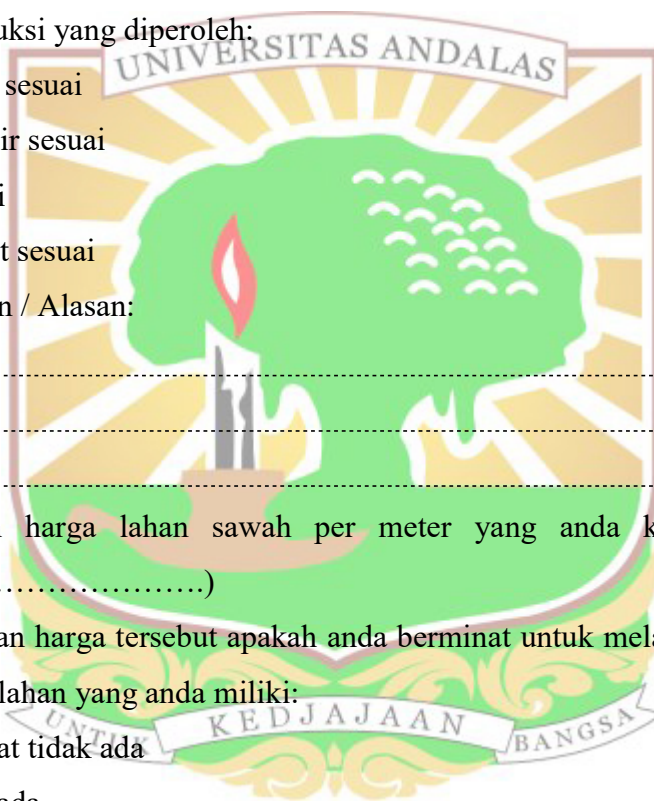 uksi yang diperoleh:
UNIVERSITAS ANDALAS
sesuai
ir sesuai
i
t sesuai
n / Alasan:
harga lahan sawah per meter yang anda k
………………….)
an harga tersebut apakah anda berminat untuk mela
lahan yang anda miliki:
UNTUK KEDJAJAAN BANGSA
at tidak ada